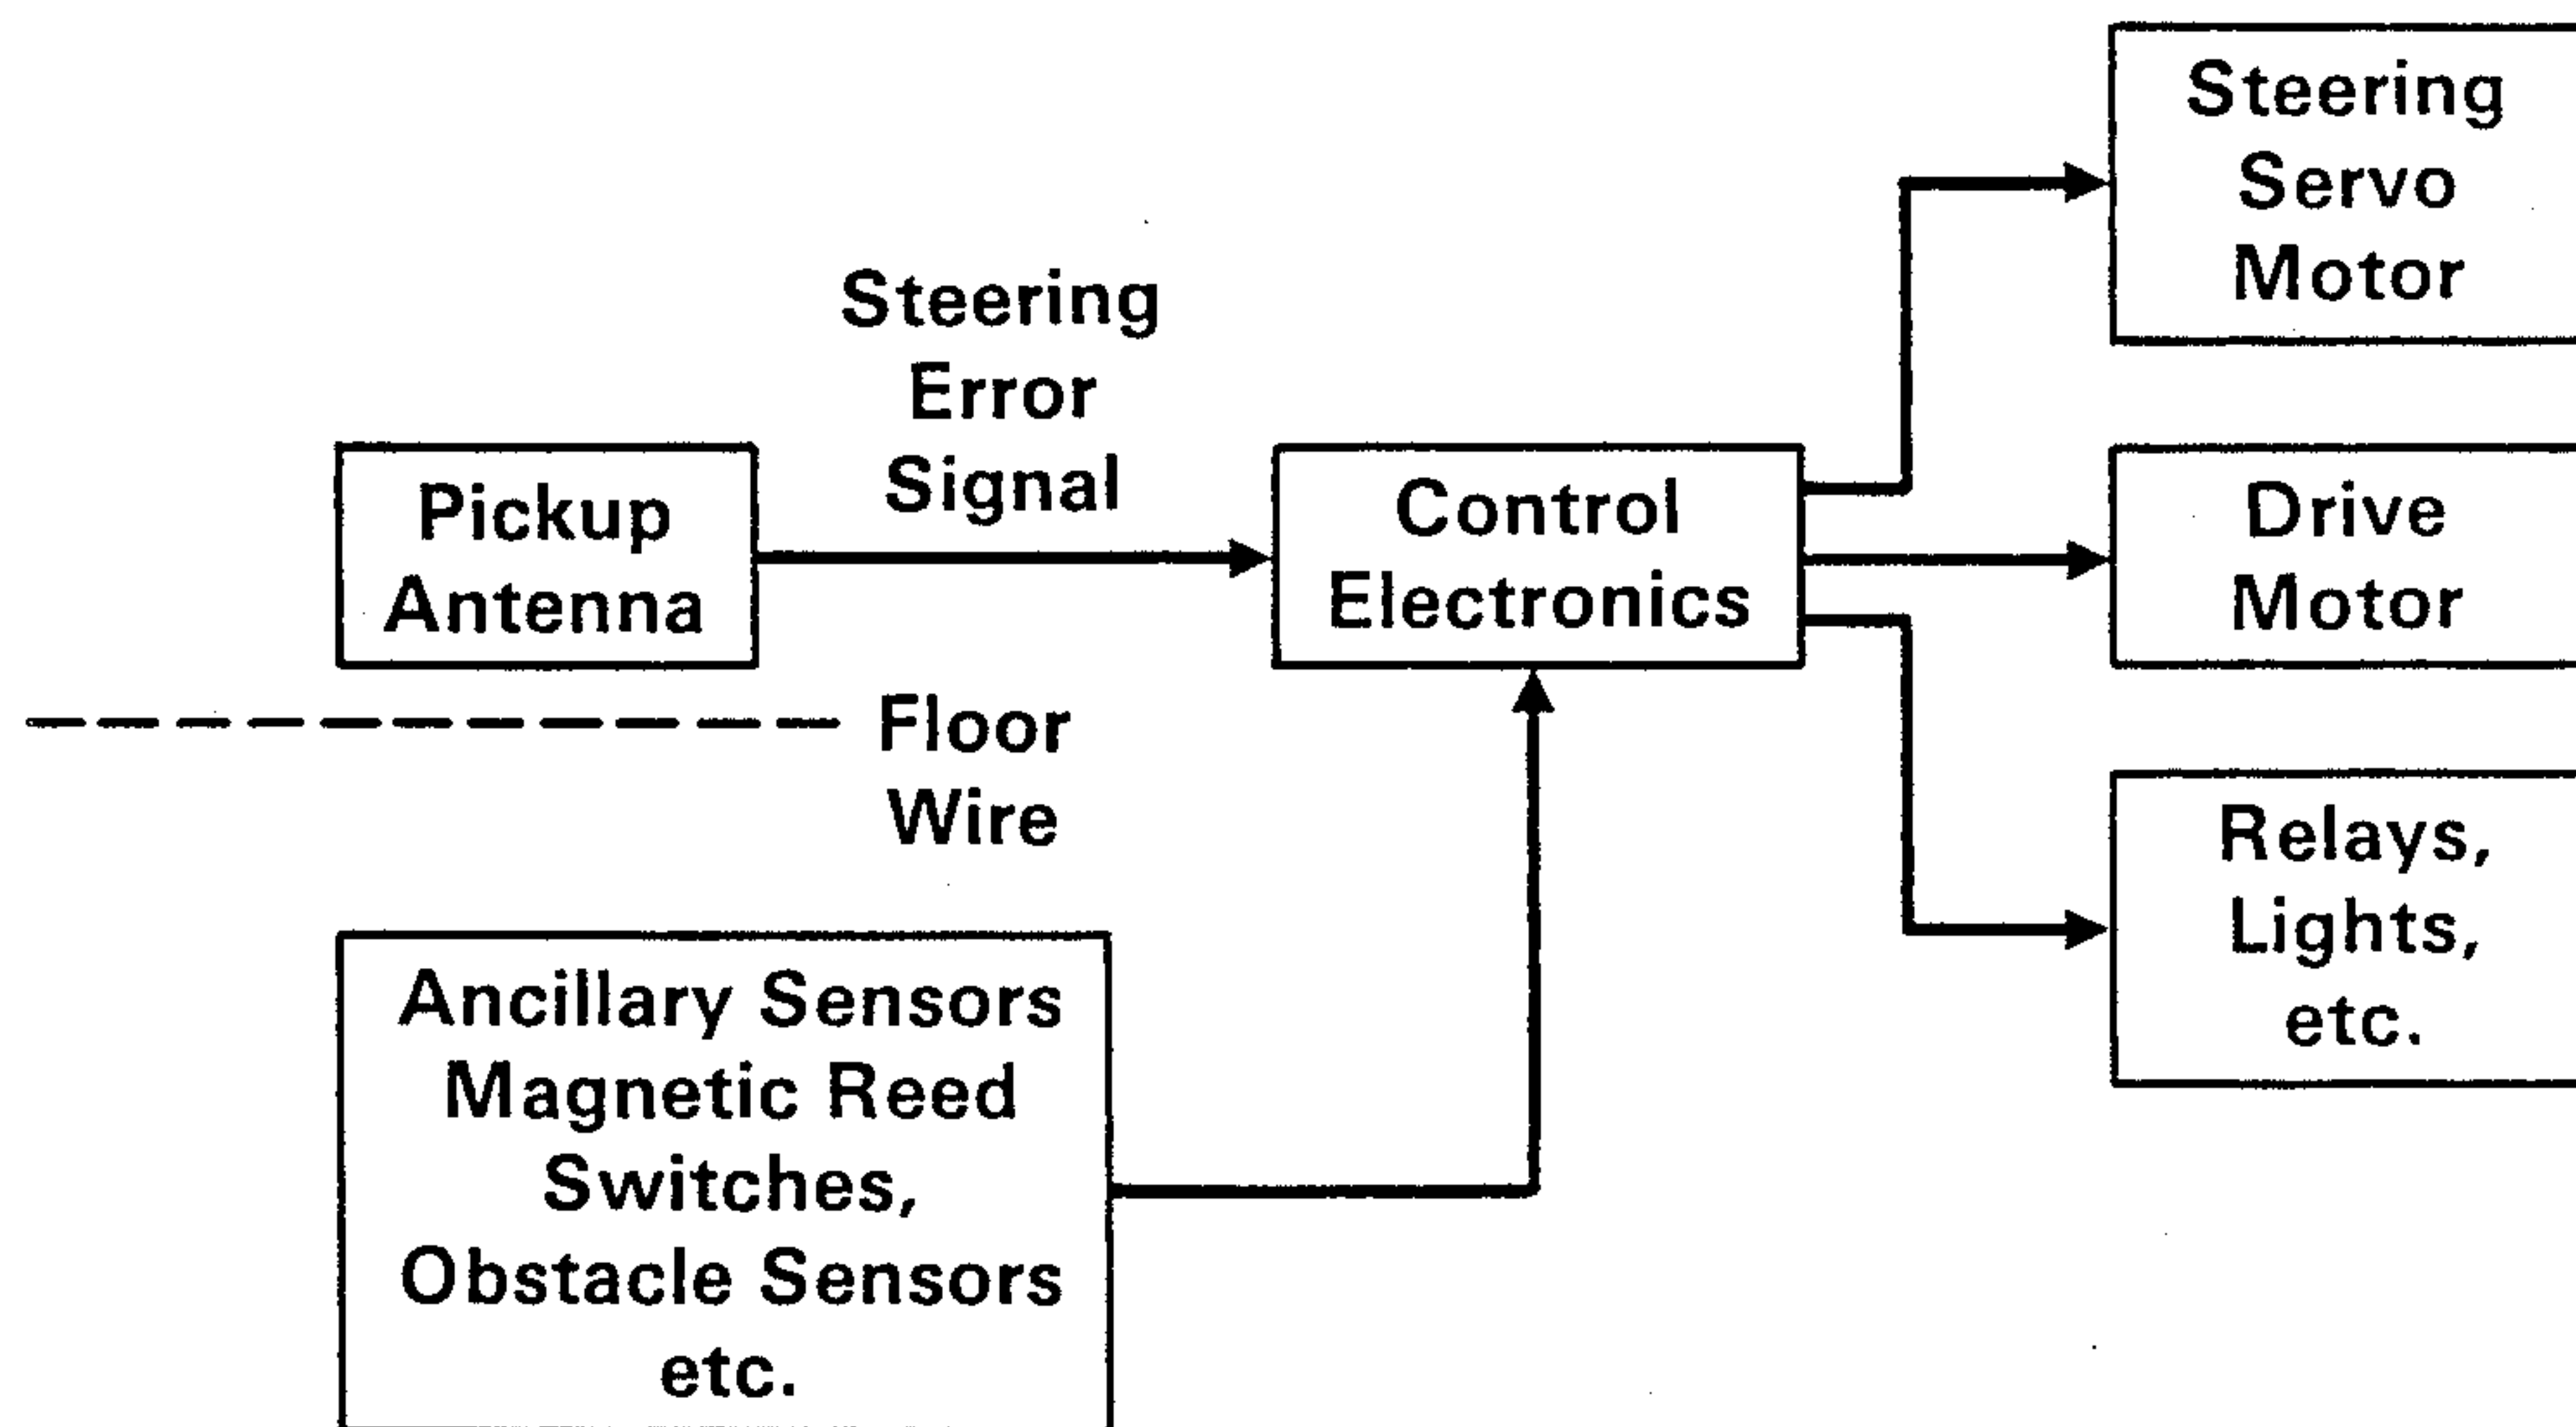 Steering
Servo
Motor
Steering
Error
Signal
Pickup
Antenna
Control
Electronics
Drive
Motor
Floor
Wire
Relays,
Lights,
etc.
Ancillary Sensors
Magnetic Reed
Switches,
Obstacle Sensors
etc.